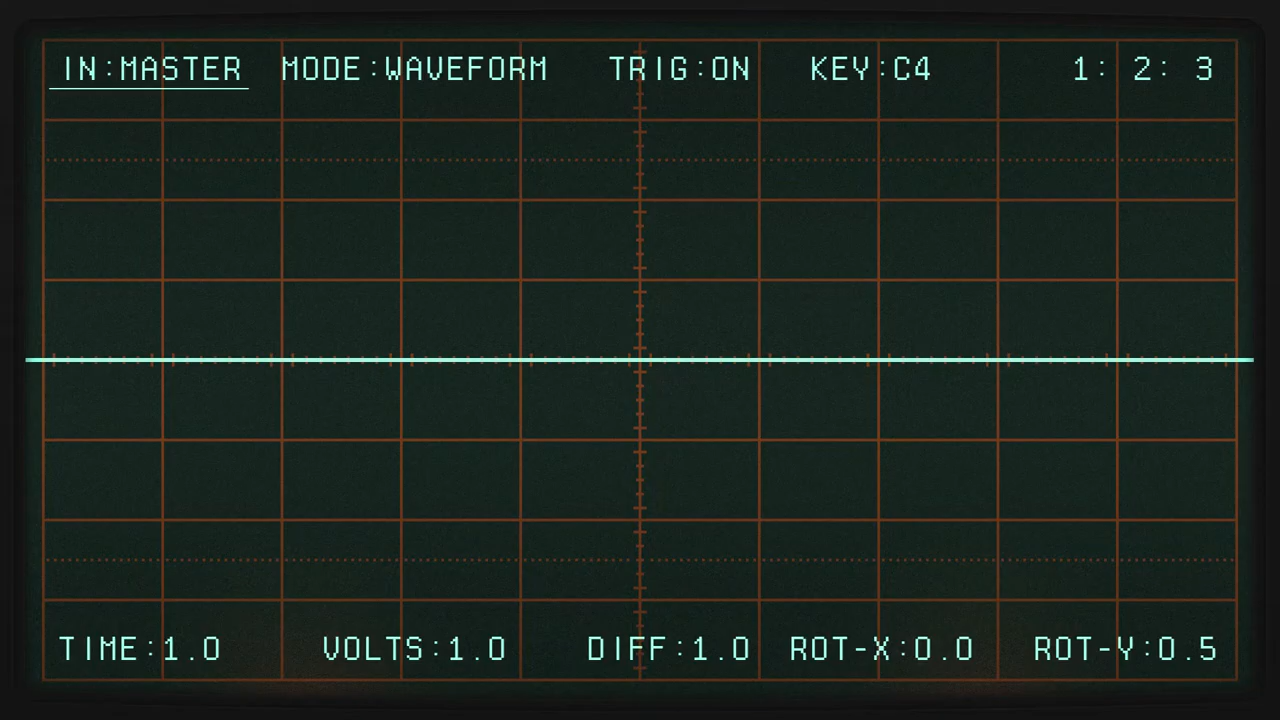 IN:MASTER MODE:WAVEFORM TRIG:ON KEY:C4 1: 2: 3
TIME:1.0 VOLTS:1.0 DIFF:1.0 ROT-X:0.0 ROT-Y:0.5